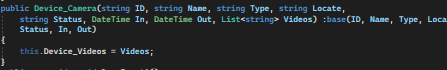 public Device_Camera(string ID, string Name, string Type, string Locate,
string Status, DateTime In, DateTime Out, List<string> Videos) :base(ID, Name, Type, Loca
Status, In, Out)
{
this.Device_Videos = Videos;
}